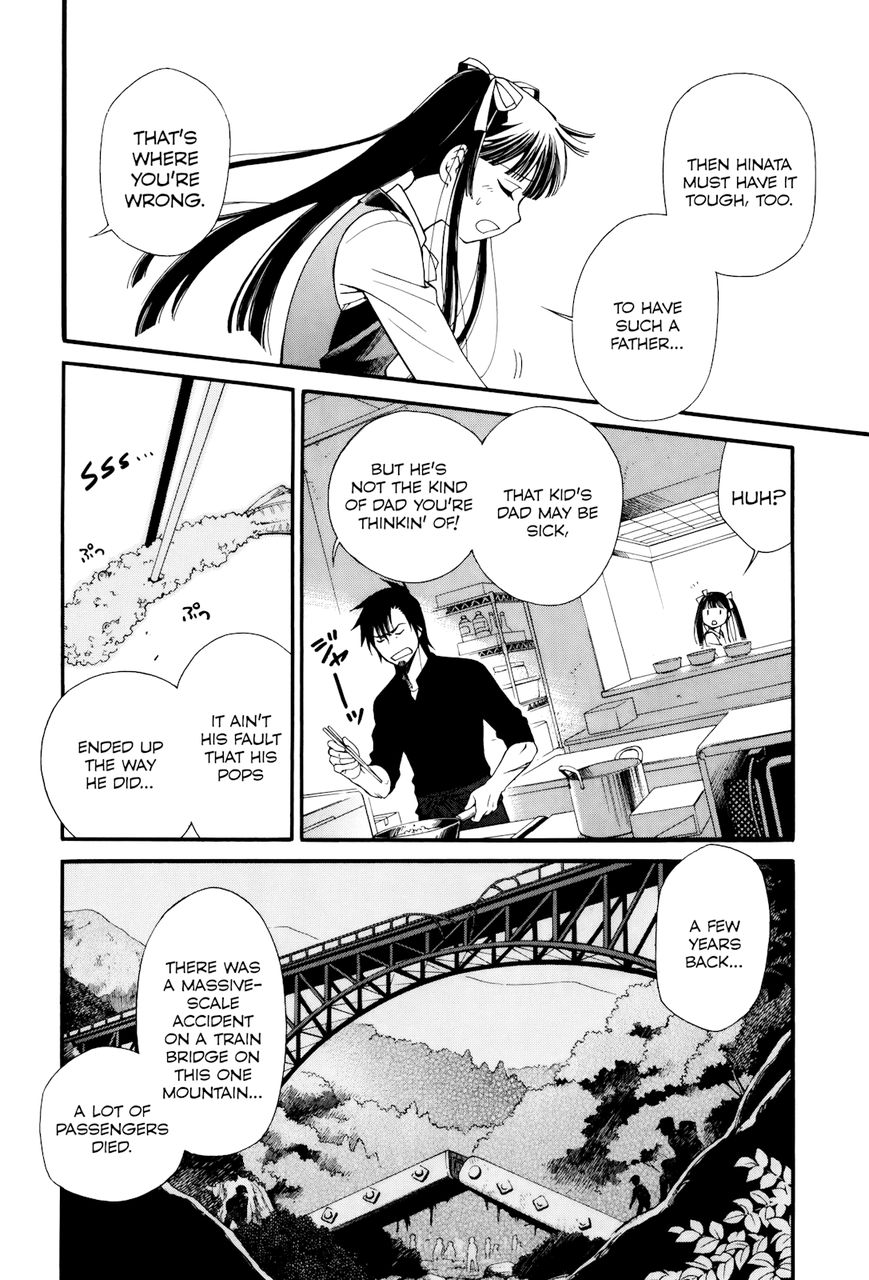 THEN HINATA
MUST HAVE IT
TOUGH, TOO.
TO HAVE
SUCH A
FATHER...
THAT'S
WHERE
YOU'RE
WRONG.
HUH?
THAT KID'S
DAD MAY BE
SICK,
BUT HE'S
NOT THE KIND
OF DAD YOU'RE
THINKIN' OF!
ジャーッ
SSS...
ぷつ
ぷつ
IT AIN'T
HIS FAULT
THAT HIS
POPS
ENDED UP
THE WAY
HE DID...
A FEW
YEARS
BACK...
THERE WAS
A MASSIVE-
SCALE
ACCIDENT
ON A TRAIN
BRIDGE ON
THIS ONE
MOUNTAIN...
A LOT OF
PASSENGERS
DIED.